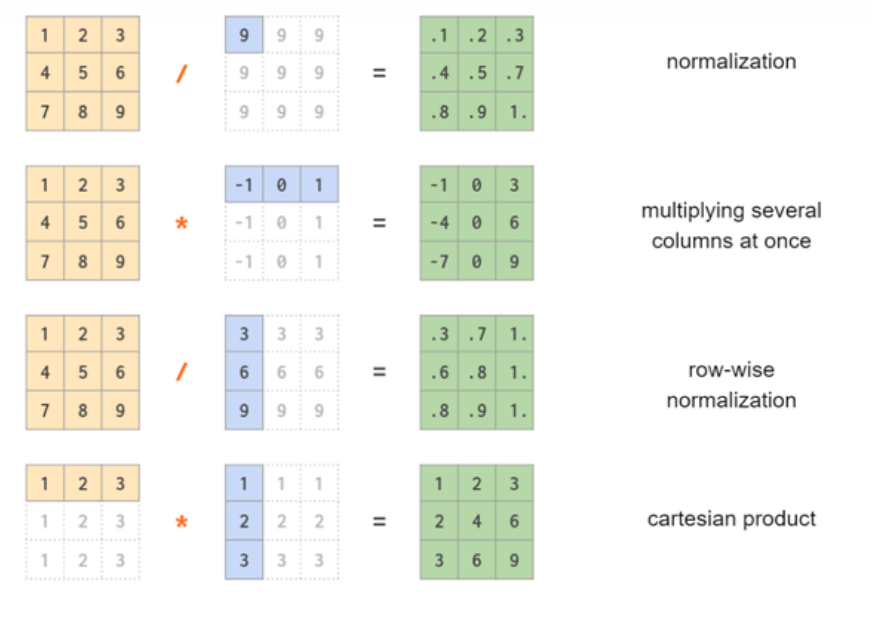 1 2 3 9 9 9 .1 .2 .3
4 5 6 / 9 9 9 = .4 .5 .7 normalization
7 8 9 9 9 9 .8 .9 1.
1 2 3 -1 0 1 -1 0 3
4 5 6 * -1 0 1 = -4 0 6 multiplying several
7 8 9 -1 0 1 -7 0 9 columns at once
1 2 3 3 3 3 .3 .7 1.
4 5 6 / 6 6 6 = .6 .8 1. row-wise
7 8 9 9 9 9 .8 .9 1. normalization
1 2 3 1 1 1 1 2 3
1 2 3 * 2 2 2 = 2 4 6 cartesian product
1 2 3 3 3 3 3 6 9